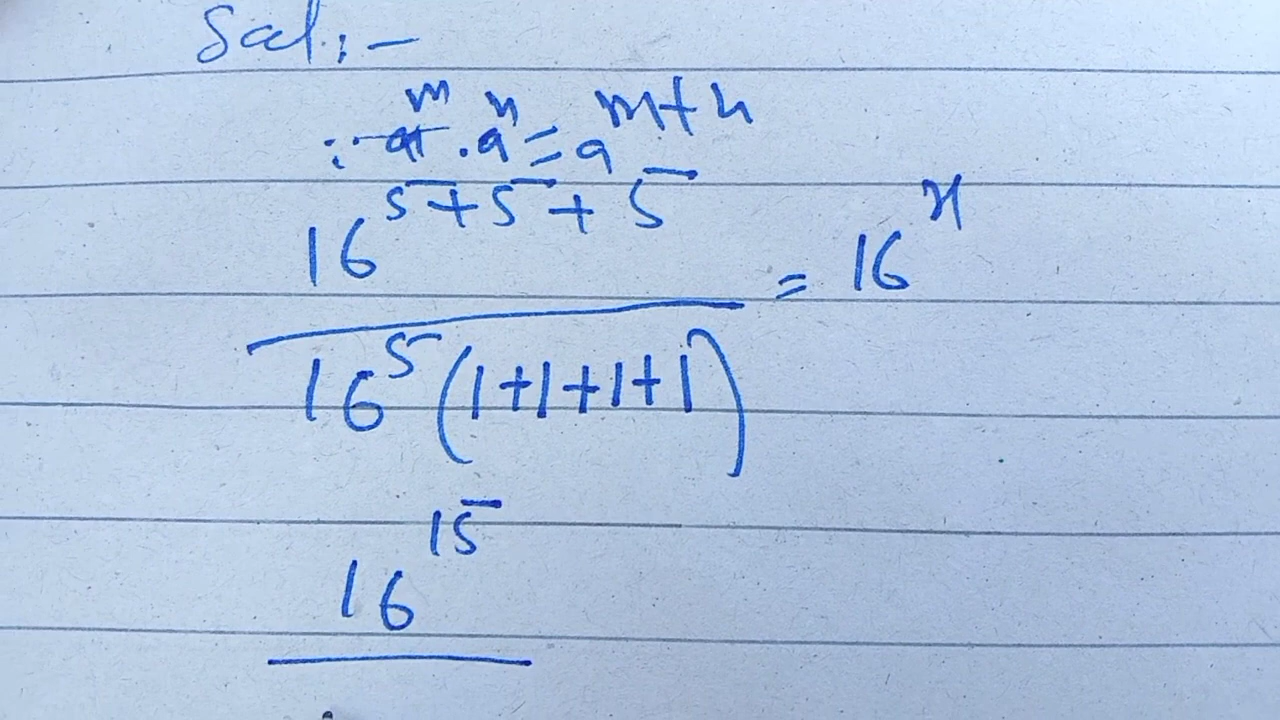 Sol:-
∵ a^m . a^n = a^(m+n)
16^(5+5+5)
/ 16^5 (1+1+1+1) = 16^x
16^15